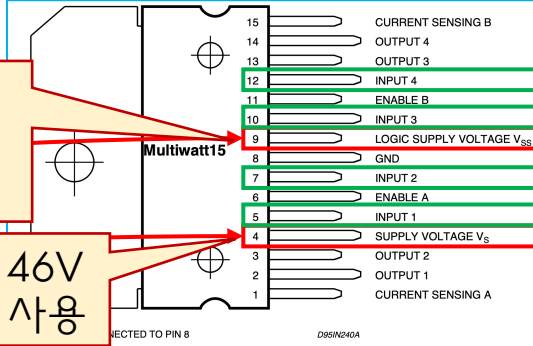 15 CURRENT SENSING B
14 OUTPUT 4
13 OUTPUT 3
12 INPUT 4
11 ENABLE B
10 INPUT 3
9 LOGIC SUPPLY VOLTAGE VSS
8 GND
7 INPUT 2
6 ENABLE A
5 INPUT 1
4 SUPPLY VOLTAGE VS
3 OUTPUT 2
2 OUTPUT 1
1 CURRENT SENSING A
Multiwatt15
46V
사용
NECTED TO PIN 8
D95IN240A